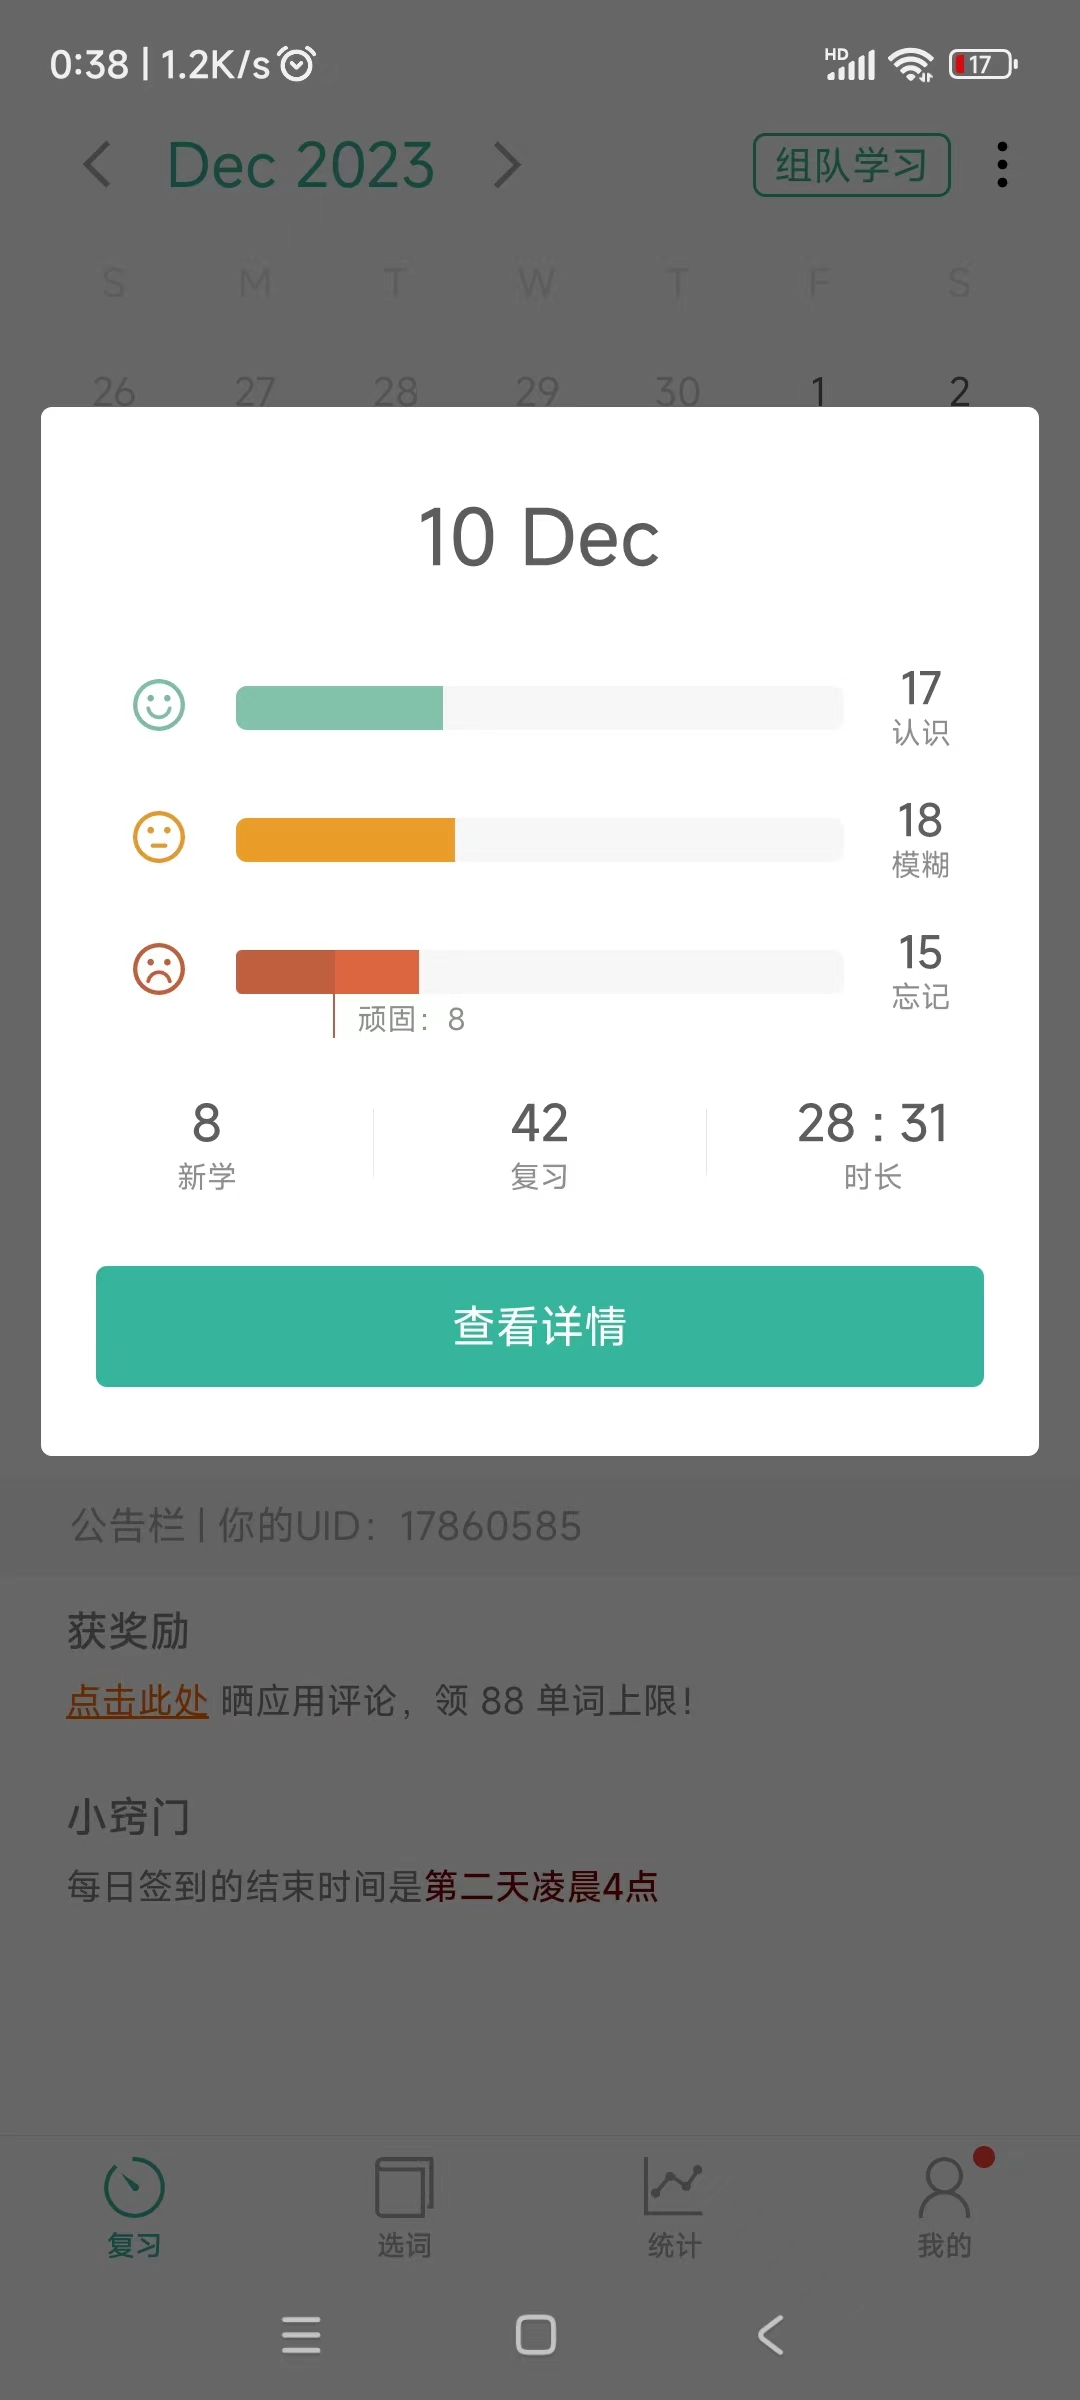 0:38 | 1.2K/s HD 17
Dec 2023 组队学习
S M T W T F S
26 27 28 29 30 1 2
10 Dec
17
认识
18
模糊
15
忘记
顽固：8
8 42 28 : 31
新学 复习 时长
查看详情
公告栏 | 你的UID：17860585
获奖励
点击此处 晒应用评论，领 88 单词上限！
小窍门
每日签到的结束时间是第二天凌晨4点
复习 选词 统计 我的